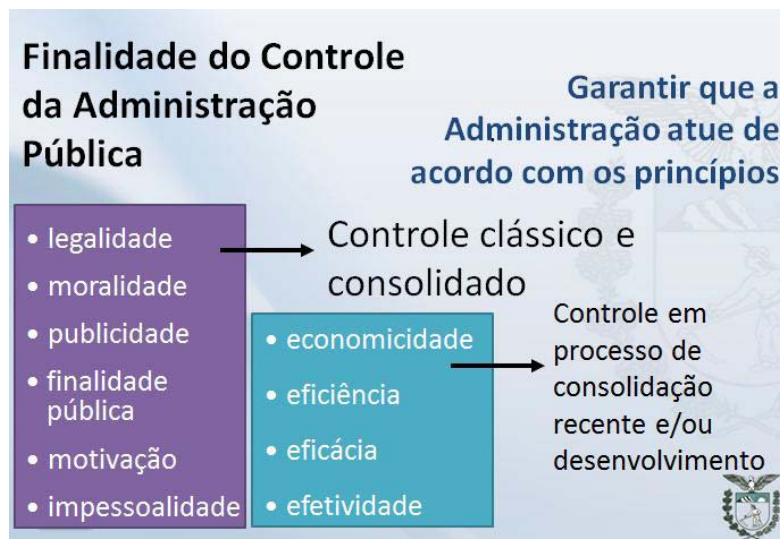 Finalidade do Controle
da Administração
Pública
Garantir que a
Administração atue de
acordo com os princípios
• legalidade
• moralidade
• publicidade
• finalidade
pública
• motivação
• impessoalidade
Controle clássico e
consolidado
• economicidade
• eficiência
• eficácia
• efetividade
Controle em
processo de
consolidação
recente e/ou
desenvolvimento